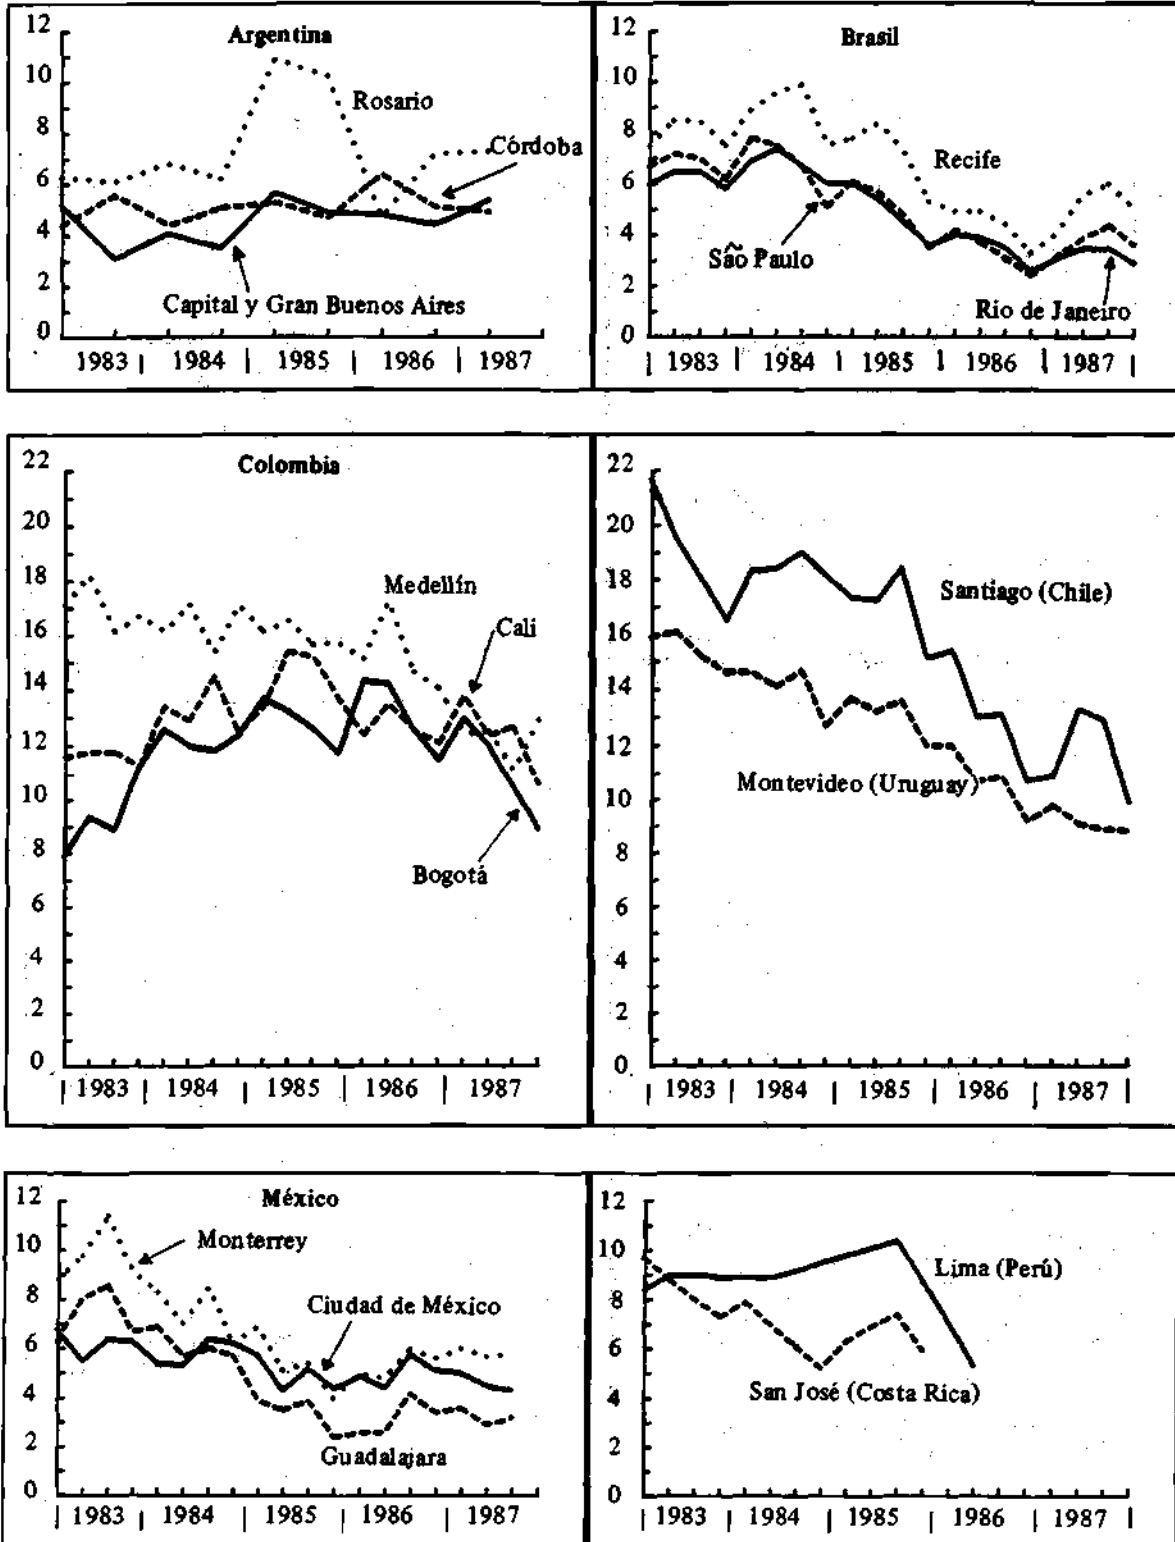 Argentina
12
10
8
6
4
2
0
Rosario
Córdoba
Capital y Gran Buenos Aires
| 1983 | 1984 | 1985 | 1986 | 1987
Brasil
12
10
8
6
4
2
0
Recife
São Paulo
Río de Janeiro
| 1983 | 1984 | 1985 | 1986 | 1987 |
Colombia
22
20
18
16
14
12
10
8
6
4
2
0
Medellín
Cali
Bogotá
| 1983 | 1984 | 1985 | 1986 | 1987
22
20
18
16
14
12
10
8
6
4
2
0
Santiago (Chile)
Montevideo (Uruguay)
| 1983 | 1984 | 1985 | 1986 | 1987 |
México
12
10
8
6
4
2
0
Monterrey
Ciudad de México
Guadalajara
| 1983 | 1984 | 1985 | 1986 | 1987
12
10
8
6
4
2
0
Lima (Perú)
San José (Costa Rica)
| 1983 | 1984 | 1985 | 1986 | 1987 |